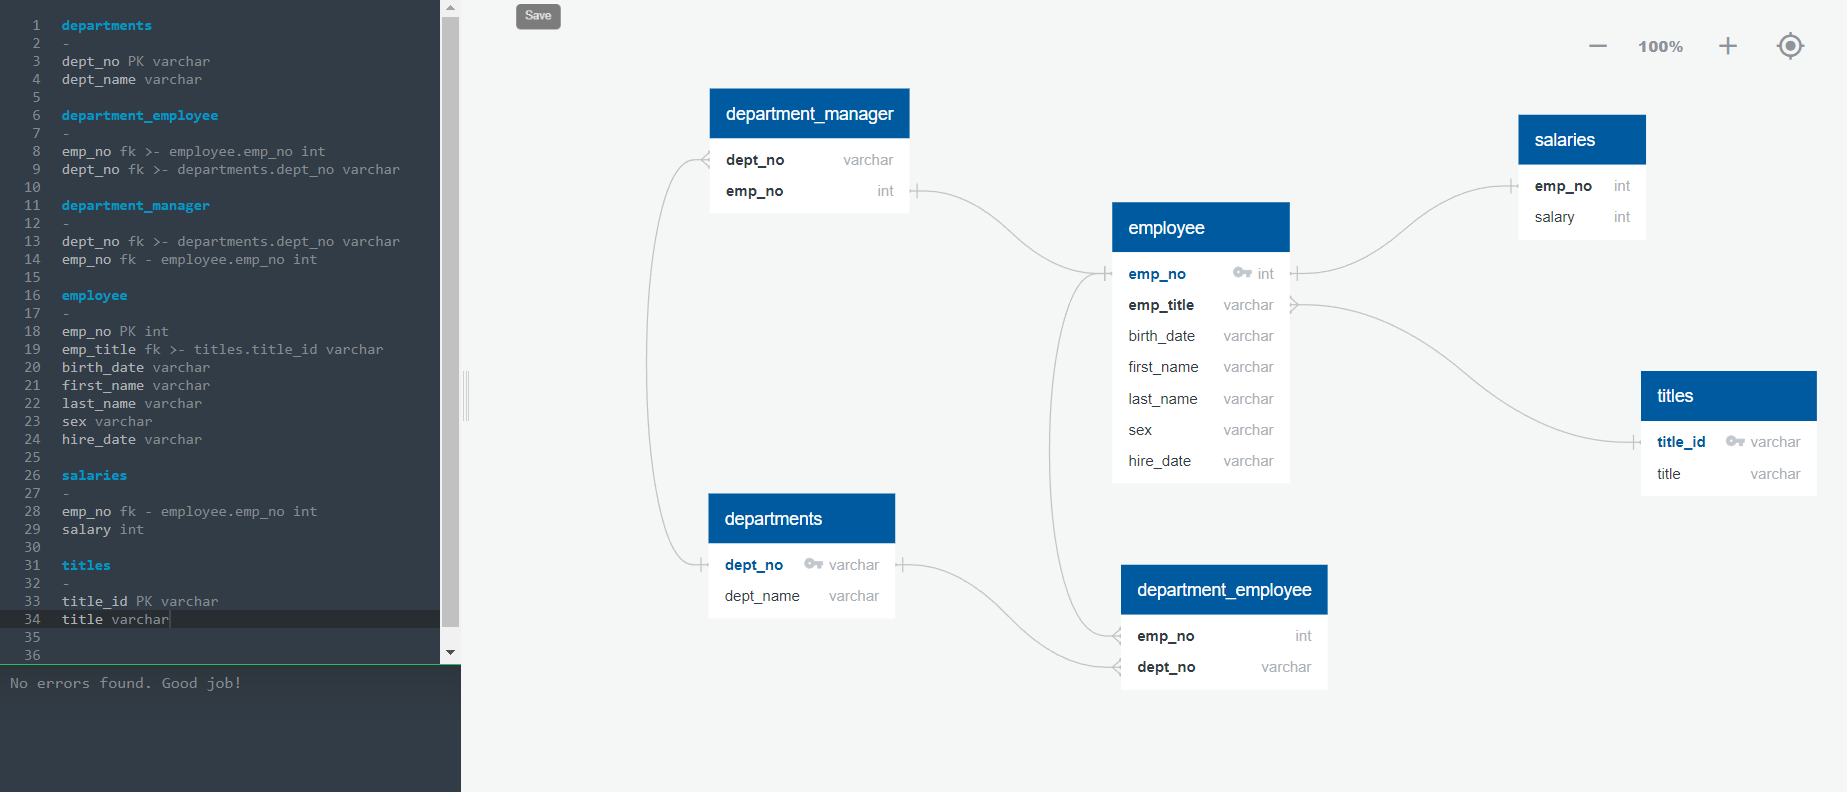 1 departments
2 -
3 dept_no PK varchar
4 dept_name varchar
5
6 department_employee
7 -
8 emp_no fk >- employee.emp_no int
9 dept_no fk >- departments.dept_no varchar
10
11 department_manager
12 -
13 dept_no fk >- departments.dept_no varchar
14 emp_no fk - employee.emp_no int
15
16 employee
17 -
18 emp_no PK int
19 emp_title fk >- titles.title_id varchar
20 birth_date varchar
21 first_name varchar
22 last_name varchar
23 sex varchar
24 hire_date varchar
25
26 salaries
27 -
28 emp_no fk - employee.emp_no int
29 salary int
30
31 titles
32 -
33 title_id PK varchar
34 title varchar
35
36
No errors found. Good job!
Save
100%
department_manager
dept_no varchar
emp_no int
salaries
emp_no int
salary int
employee
emp_no int
emp_title varchar
birth_date varchar
first_name varchar
last_name varchar
sex varchar
hire_date varchar
titles
title_id varchar
title varchar
departments
dept_no varchar
dept_name varchar
department_employee
emp_no int
dept_no varchar